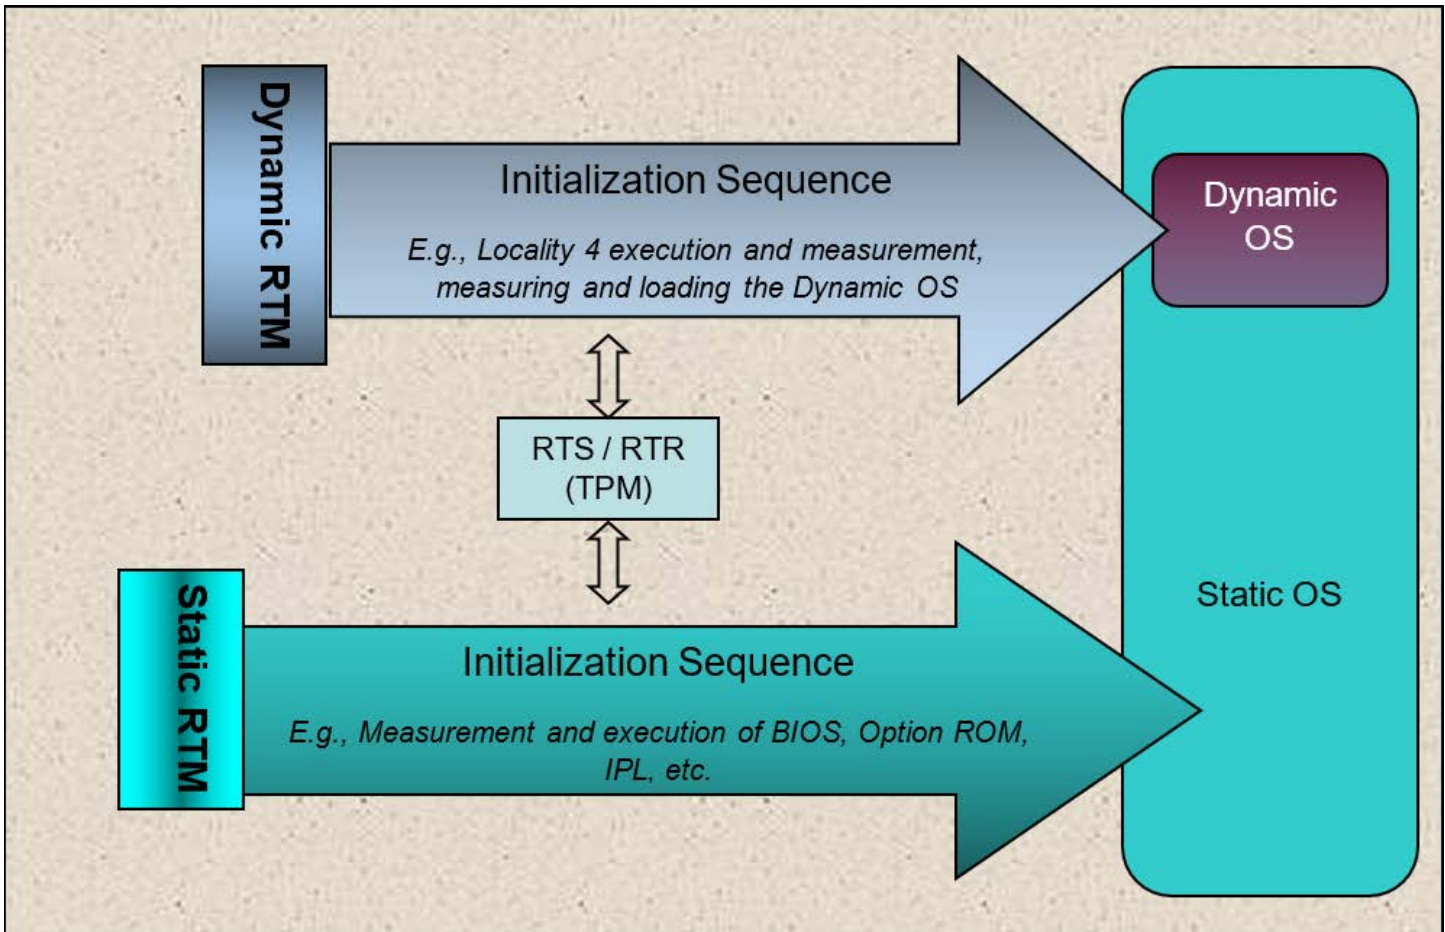 Dynamic RTM
Initialization Sequence
E.g., Locality 4 execution and measurement,
measuring and loading the Dynamic OS
Dynamic
OS
RTS / RTR
(TPM)
Static RTM
Initialization Sequence
E.g., Measurement and execution of BIOS, Option ROM,
IPL, etc.
Static OS